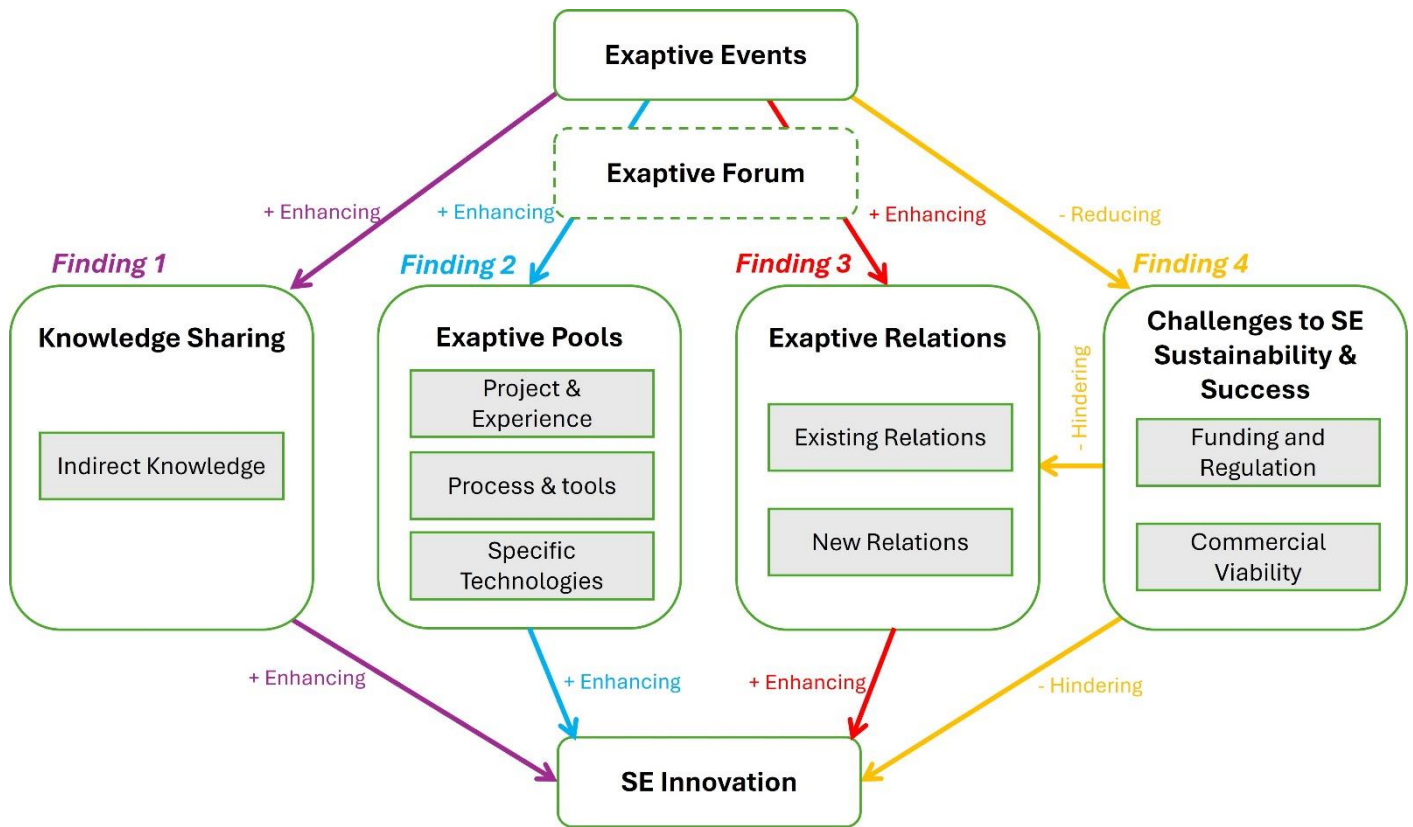 Exaptive Events
Exaptive Forum
+ Enhancing
+ Enhancing
+ Enhancing
- Reducing
Finding 1
Finding 2
Finding 3
Finding 4
Knowledge Sharing
Indirect Knowledge
Exaptive Pools
Project &
Experience
Process & tools
Specific
Technologies
Exaptive Relations
Existing Relations
New Relations
- Hindering
Challenges to SE
Sustainability &
Success
Funding and
Regulation
Commercial
Viability
+ Enhancing
+ Enhancing
+ Enhancing
- Hindering
SE Innovation